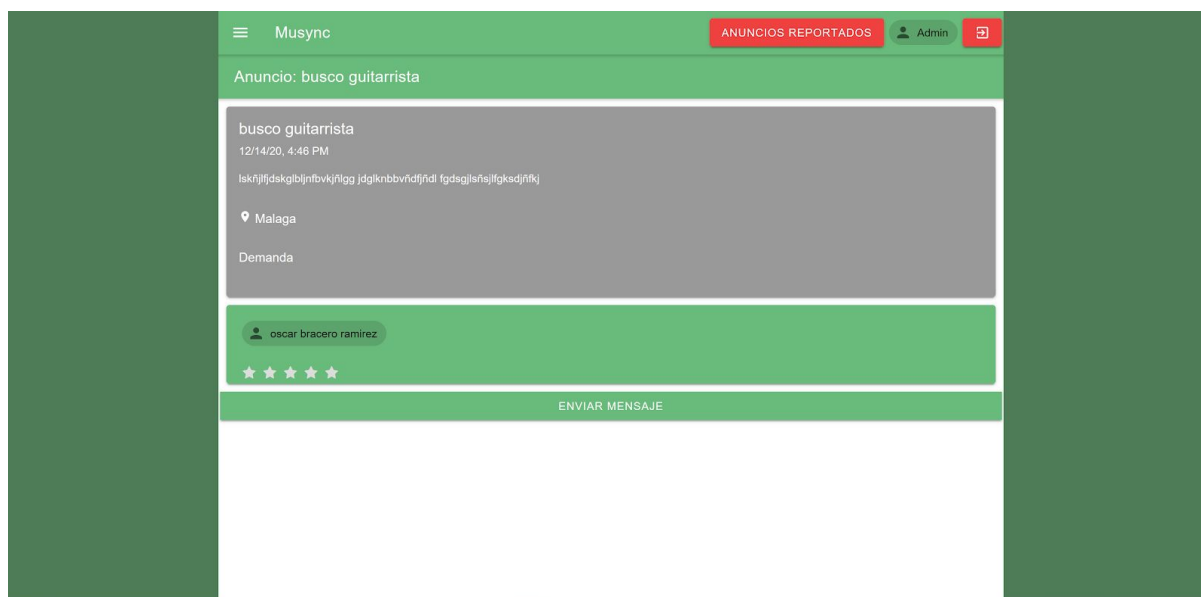 Musync ANUNCIOS REPORTADOS Admin
Anuncio: busco guitarrista
busco guitarrista
12/14/20, 4:46 PM
lskñjlfjdskglbljnfbvkjñlgg jdglknbbvñdfjñdl fgdsgjlsñsjlfgksdjñfkj
Malaga
Demanda
oscar bracero ramirez
ENVIAR MENSAJE